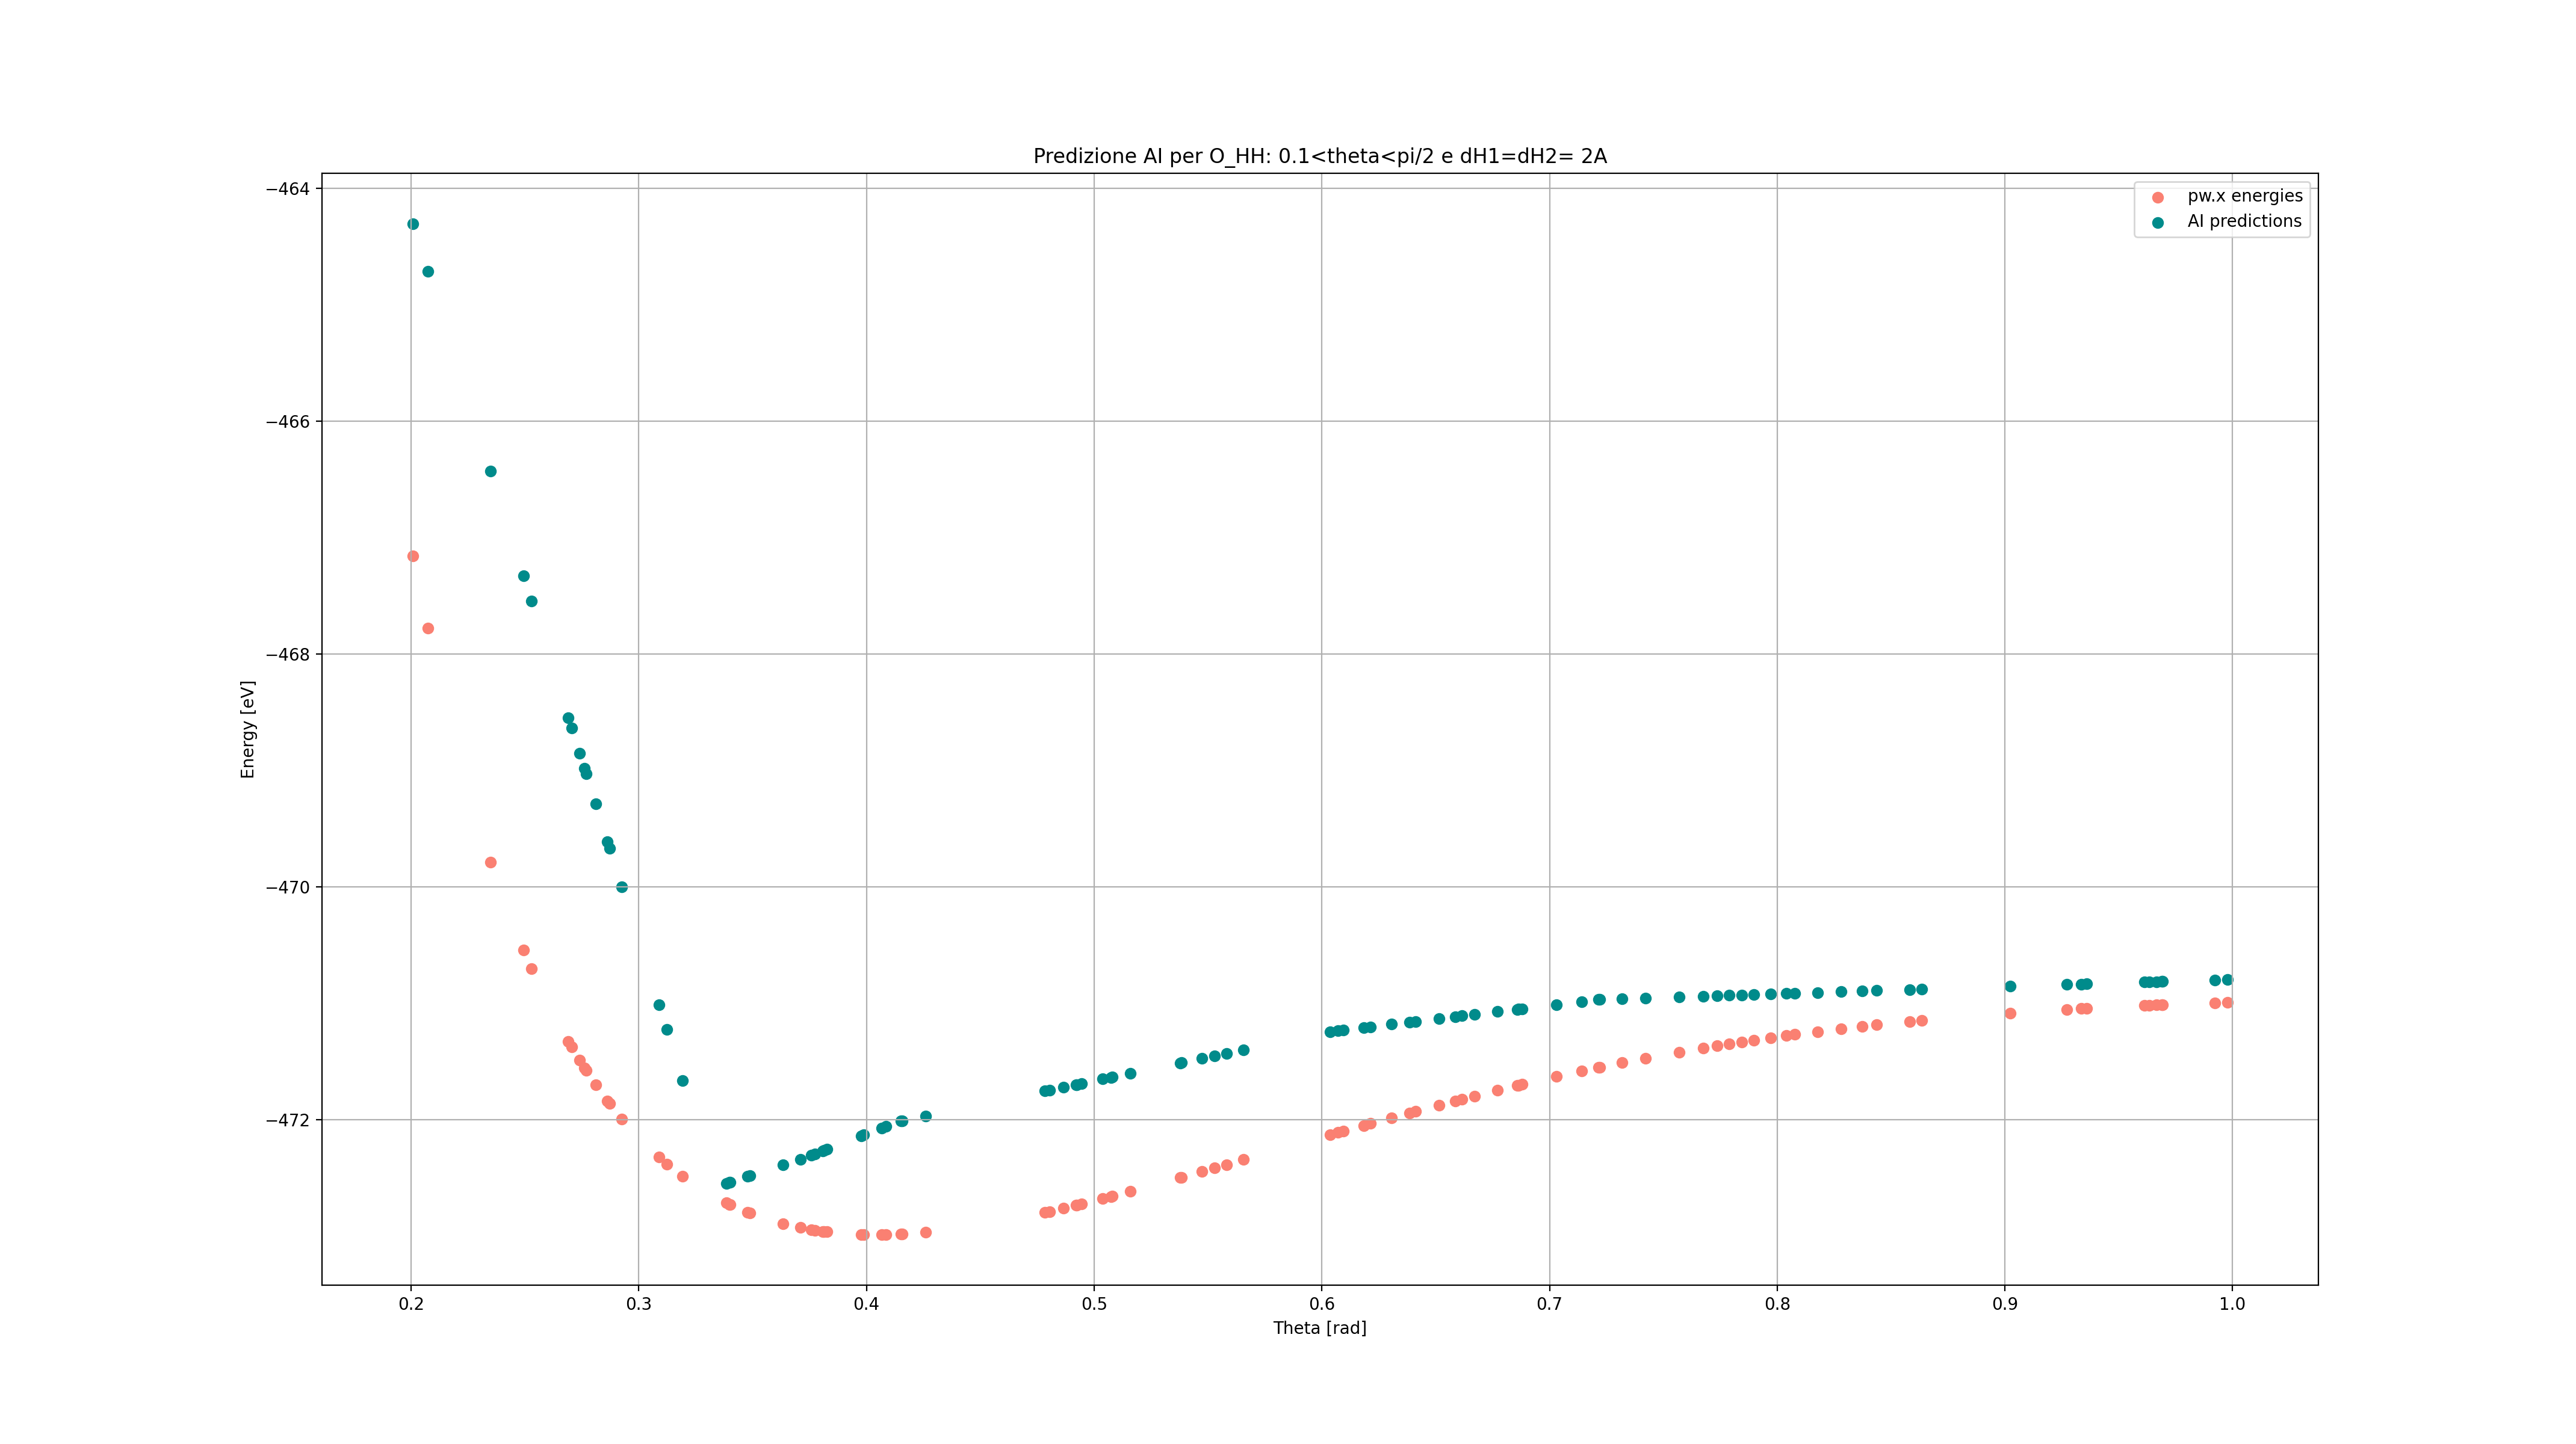 Predizione AI per O_HH: 0.1<theta<pi/2 e dH1=dH2= 2A
pw.x energies
AI predictions
−464
−466
−468
−470
−472
Energy [eV]
0.2 0.3 0.4 0.5 0.6 0.7 0.8 0.9 1.0
Theta [rad]